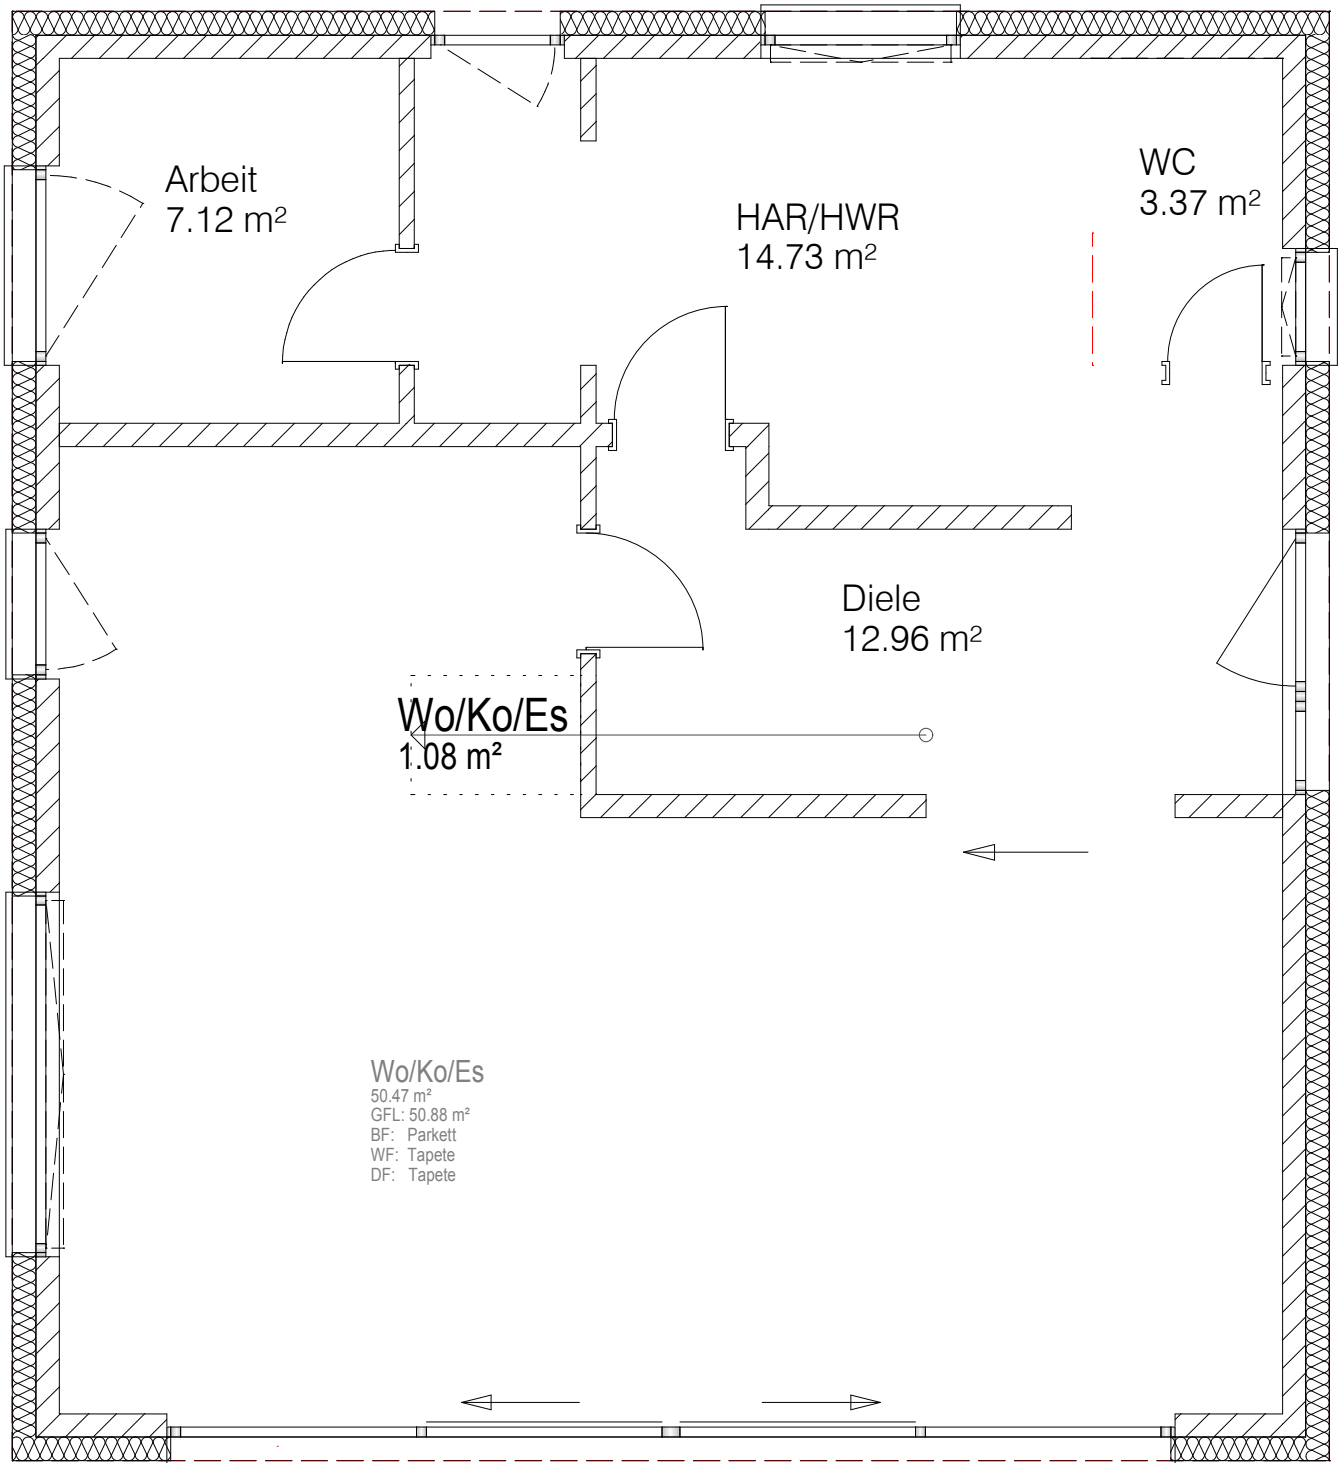 Arbeit
7.12 m²
WC
3.37 m²
HAR/HWR
14.73 m²
Diele
12.96 m²
Wo/Ko/Es
1.08 m²
Wo/Ko/Es
50.47 m²
GFL: 50.88 m²
BF: Parkett
WF: Tapete
DF: Tapete